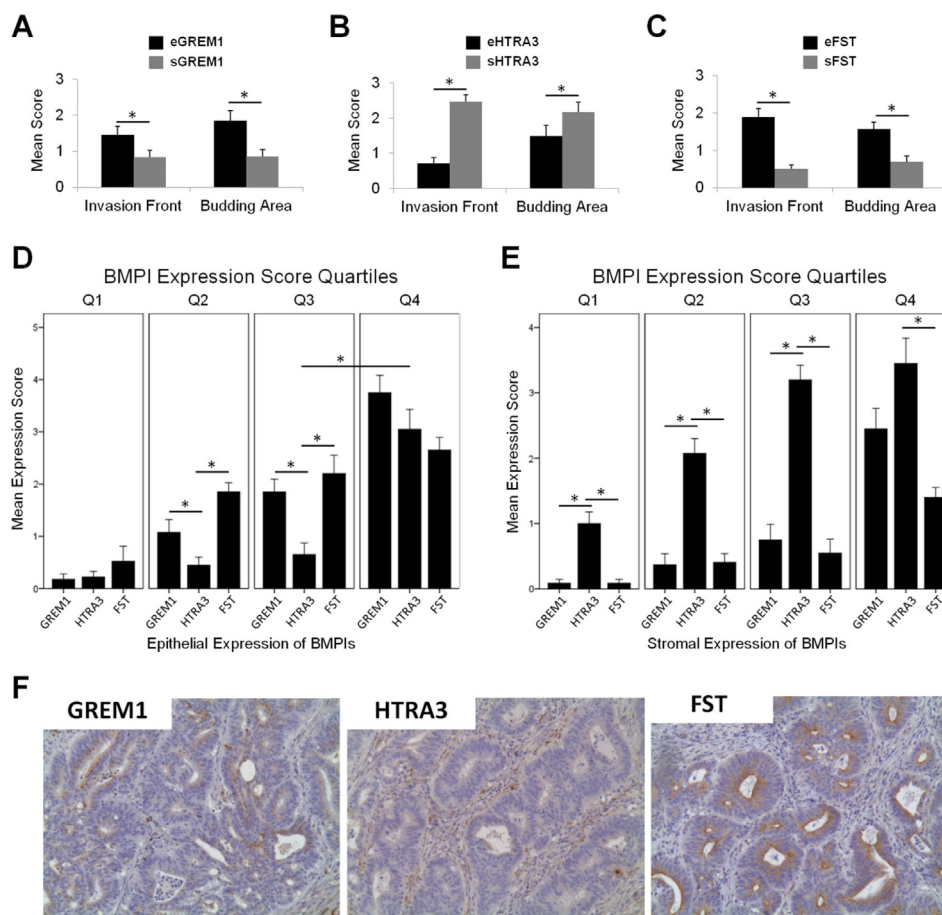 A
eGREM1
sGREM1
Mean Score
3
2
1
0
*
*
Invasion Front
Budding Area
B
eHTRA3
sHTRA3
Mean Score
3
2
1
0
*
*
Invasion Front
Budding Area
C
eFST
sFST
Mean Score
3
2
1
0
*
*
Invasion Front
Budding Area
D
BMPI Expression Score Quartiles
Q1 Q2 Q3 Q4
Mean Expression Score
5
4
3
2
1
0
*
*
*
*
*
GREM1 HTRA3 FST GREM1 HTRA3 FST GREM1 HTRA3 FST GREM1 HTRA3 FST
Epithelial Expression of BMPIs
E
BMPI Expression Score Quartiles
Q1 Q2 Q3 Q4
Mean Expression Score
4
3
2
1
0
*
*
*
*
*
*
*
GREM1 HTRA3 FST GREM1 HTRA3 FST GREM1 HTRA3 FST GREM1 HTRA3 FST
Stromal Expression of BMPIs
F
GREM1
HTRA3
FST